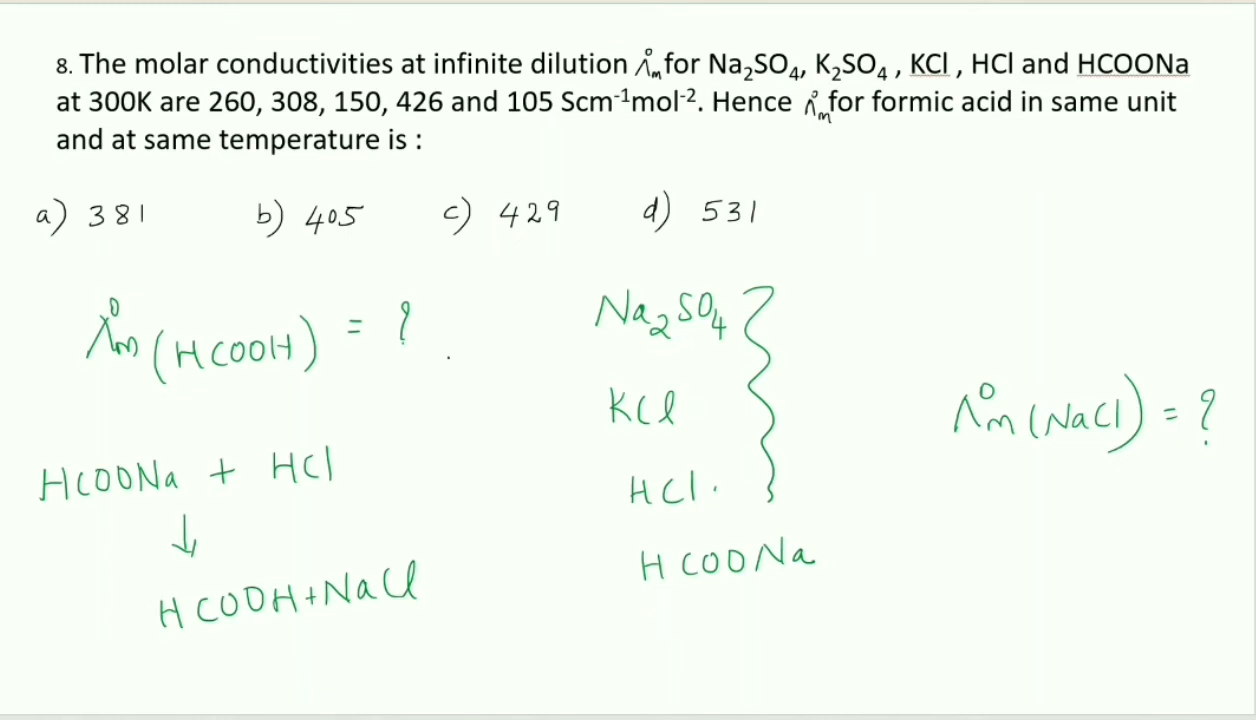 8. The molar conductivities at infinite dilution Λ°m for Na₂SO₄, K₂SO₄ , KCl , HCl and HCOONa
at 300K are 260, 308, 150, 426 and 105 Scm⁻¹mol⁻². Hence Λ°m for formic acid in same unit
and at same temperature is :
a) 381 b) 405 c) 429 d) 531
Λ°m (HCOOH) = ?
Na₂SO₄
KCl
Λ°m (NaCl) = ?
HCOONa + HCl
HCl.
↓
HCOONa
HCOOH+NaCl